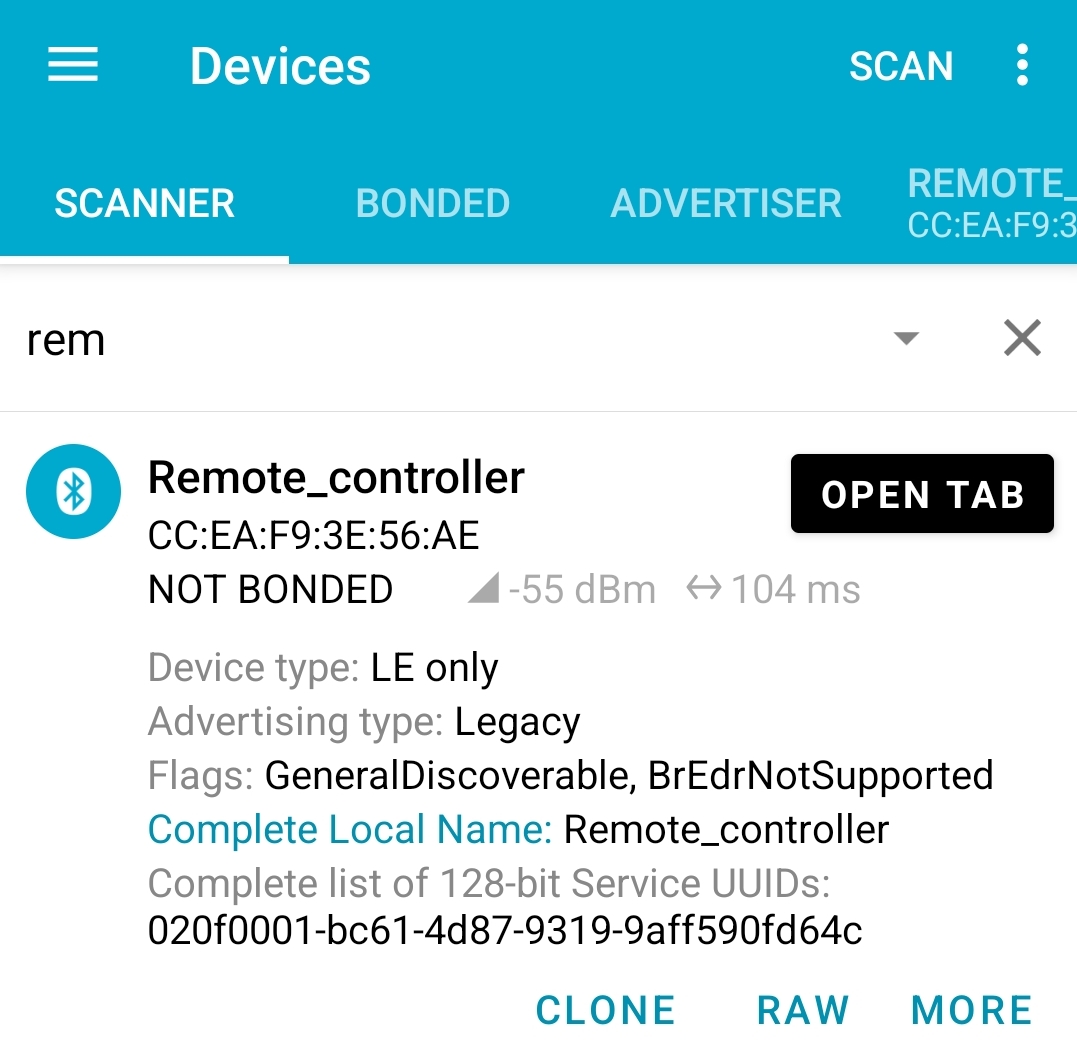 Devices
SCAN
SCANNER
BONDED
ADVERTISER
REMOTE_
CC:EA:F9:3
rem
Remote_controller
OPEN TAB
CC:EA:F9:3E:56:AE
NOT BONDED
-55 dBm
104 ms
Device type: LE only
Advertising type: Legacy
Flags: GeneralDiscoverable, BrEdrNotSupported
Complete Local Name: Remote_controller
Complete list of 128-bit Service UUIDs:
020f0001-bc61-4d87-9319-9aff590fd64c
CLONE
RAW
MORE